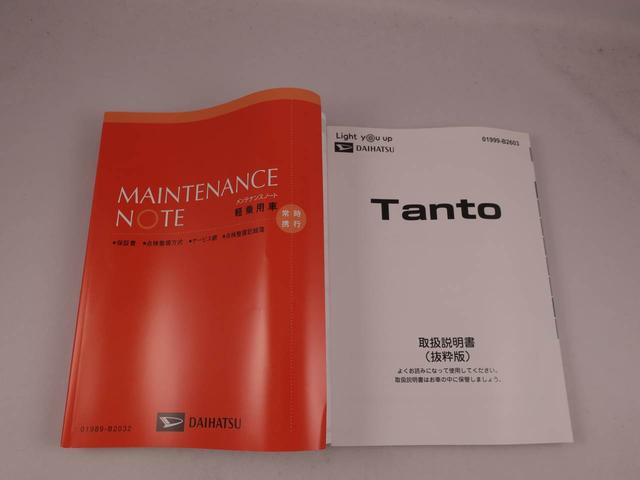 MAINTENANCE
メンテナンスノート
NOTE 軽乗用車
常時
携行
●保証書 ●点検整備方式 ●サービス網 ●点検整備記録簿
DAIHATSU
01989-B2032
Light you up
DAIHATSU
01999-B2603
Tanto
取扱説明書
(抜粋版)
よくお読みになって使用してください。
取扱説明書はお車の中に保管しましょう。